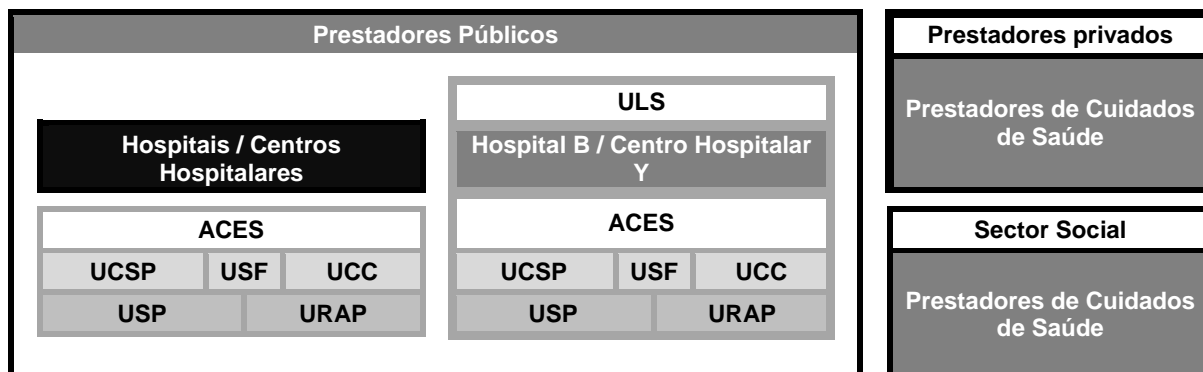 Prestadores Públicos
Hospitais / Centros
Hospitalares
ACES
UCSP USF UCC
USP URAP
ULS
Hospital B / Centro Hospitalar
Y
ACES
UCSP USF UCC
USP URAP
Prestadores privados
Prestadores de Cuidados
de Saúde
Sector Social
Prestadores de Cuidados
de Saúde